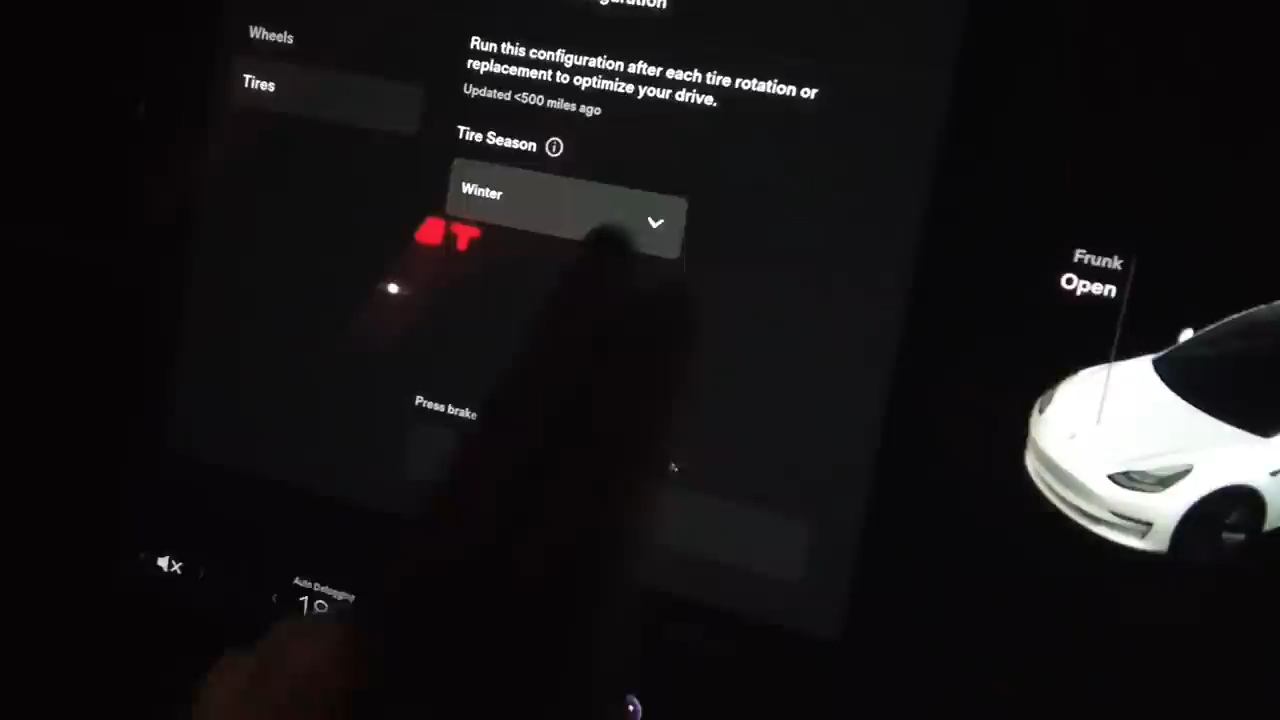 Wheels
Tires
Run this configuration after each tire rotation or
replacement to optimize your drive.
Updated <500 miles ago
Tire Season
Winter
Press brake
Frunk
Open
Auto Defogging